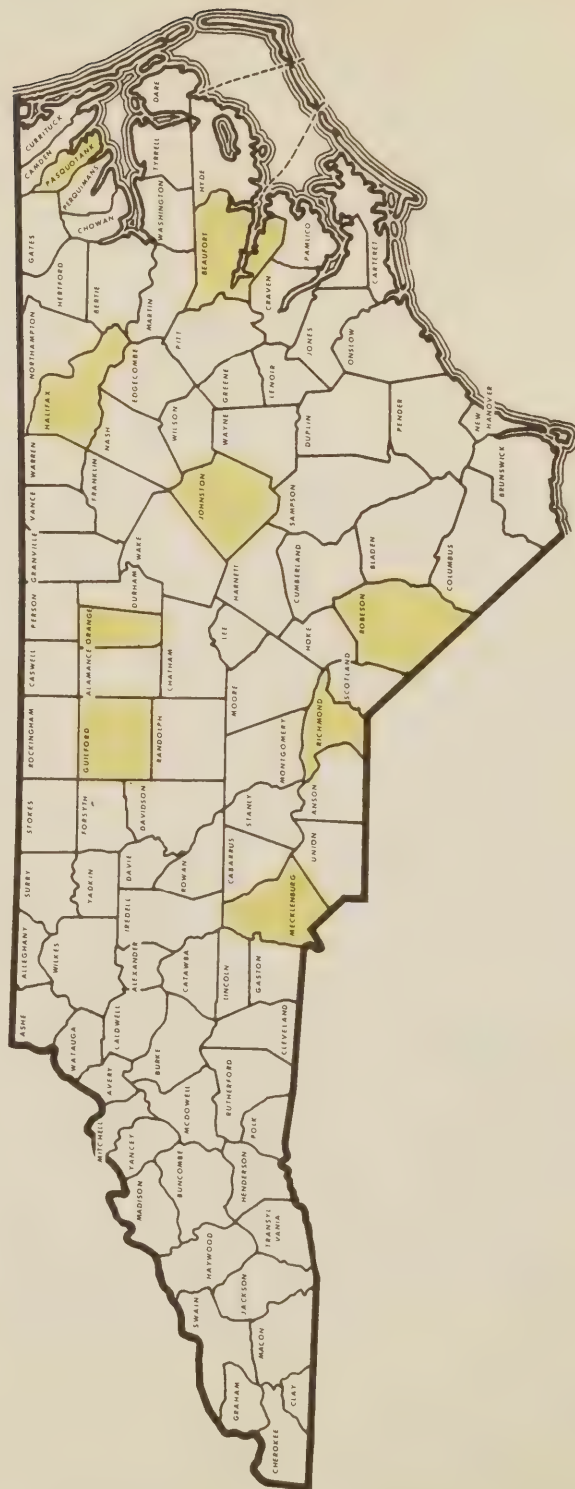 CHEROKEE
GRAHAM
CLAY
SWAIN
MACON
JACKSON
HAYWOOD
TRANSYL
VANIA
MADISON
BUNCOMBE
HENDERSON
YANCEY
MITCHELL
MCDOWELL
RUTHERFORD
POLK
AVERY
BURKE
CLEVELAND
WATAUGA
CALDWELL
ASHE
ALLEGHANY
WILKES
ALEXANDER
CATAWBA
LINCOLN
GASTON
SURRY
YADKIN
IREDELL
DAVIE
ROWAN
MECKLENBURG
CABARRUS
UNION
STOKES
FORSYTH
DAVIDSON
STANLY
ANSON
ROCKINGHAM
GUILFORD
RANDOLPH
MONTGOMERY
RICHMOND
CASWELL
ALAMANCE
CHATHAM
MOORE
SCOTLAND
PERSON
ORANGE
DURHAM
LEE
HOKE
ROBESON
GRANVILLE
WAKE
HARNETT
CUMBERLAND
BLADEN
COLUMBUS
VANCE
FRANKLIN
JOHNSTON
SAMPSON
WARREN
NASH
WILSON
WAYNE
DUPLIN
PENDER
NEW
HANOVER
BRUNSWICK
HALIFAX
NORTHAMPTON
EDGECOMBE
GREENE
LENOIR
JONES
ONSLOW
HERTFORD
BERTIE
MARTIN
PITT
CRAVEN
CARTERET
GATES
CHOWAN
WASHINGTON
BEAUFORT
PAMLICO
PERQUIMANS
PASQUOTANK
CAMDEN
CURRITUCK
TYRRELL
HYDE
DARE